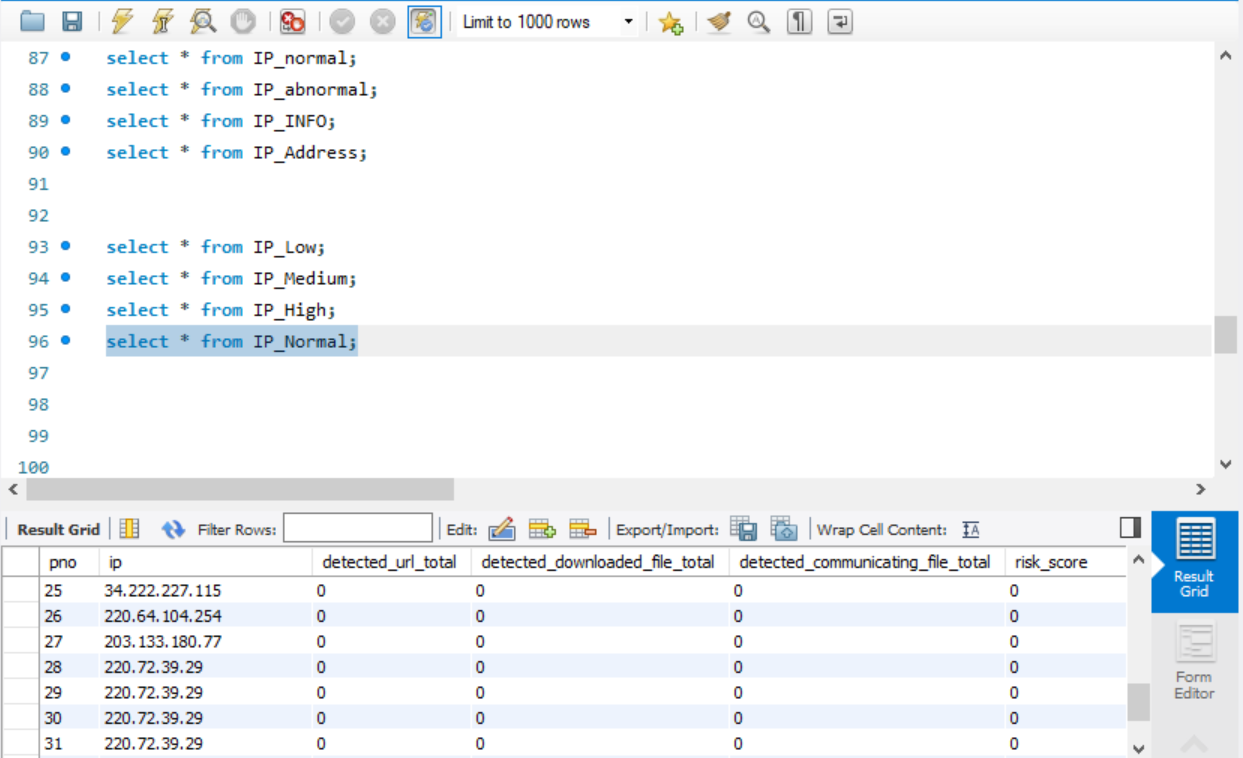 Limit to 1000 rows
87 select * from IP_normal;
88 select * from IP_abnormal;
89 select * from IP_INFO;
90 select * from IP_Address;
91
92
93 select * from IP_Low;
94 select * from IP_Medium;
95 select * from IP_High;
96 select * from IP_Normal;
97
98
99
100
Result Grid Filter Rows: Edit: Export/Import: Wrap Cell Content: IA
pno ip detected_url_total detected_downloaded_file_total detected_communicating_file_total risk_score
25 34.222.227.115 0 0 0 0
26 220.64.104.254 0 0 0 0
27 203.133.180.77 0 0 0 0
28 220.72.39.29 0 0 0 0
29 220.72.39.29 0 0 0 0
30 220.72.39.29 0 0 0 0
31 220.72.39.29 0 0 0 0
Result
Grid
Form
Editor